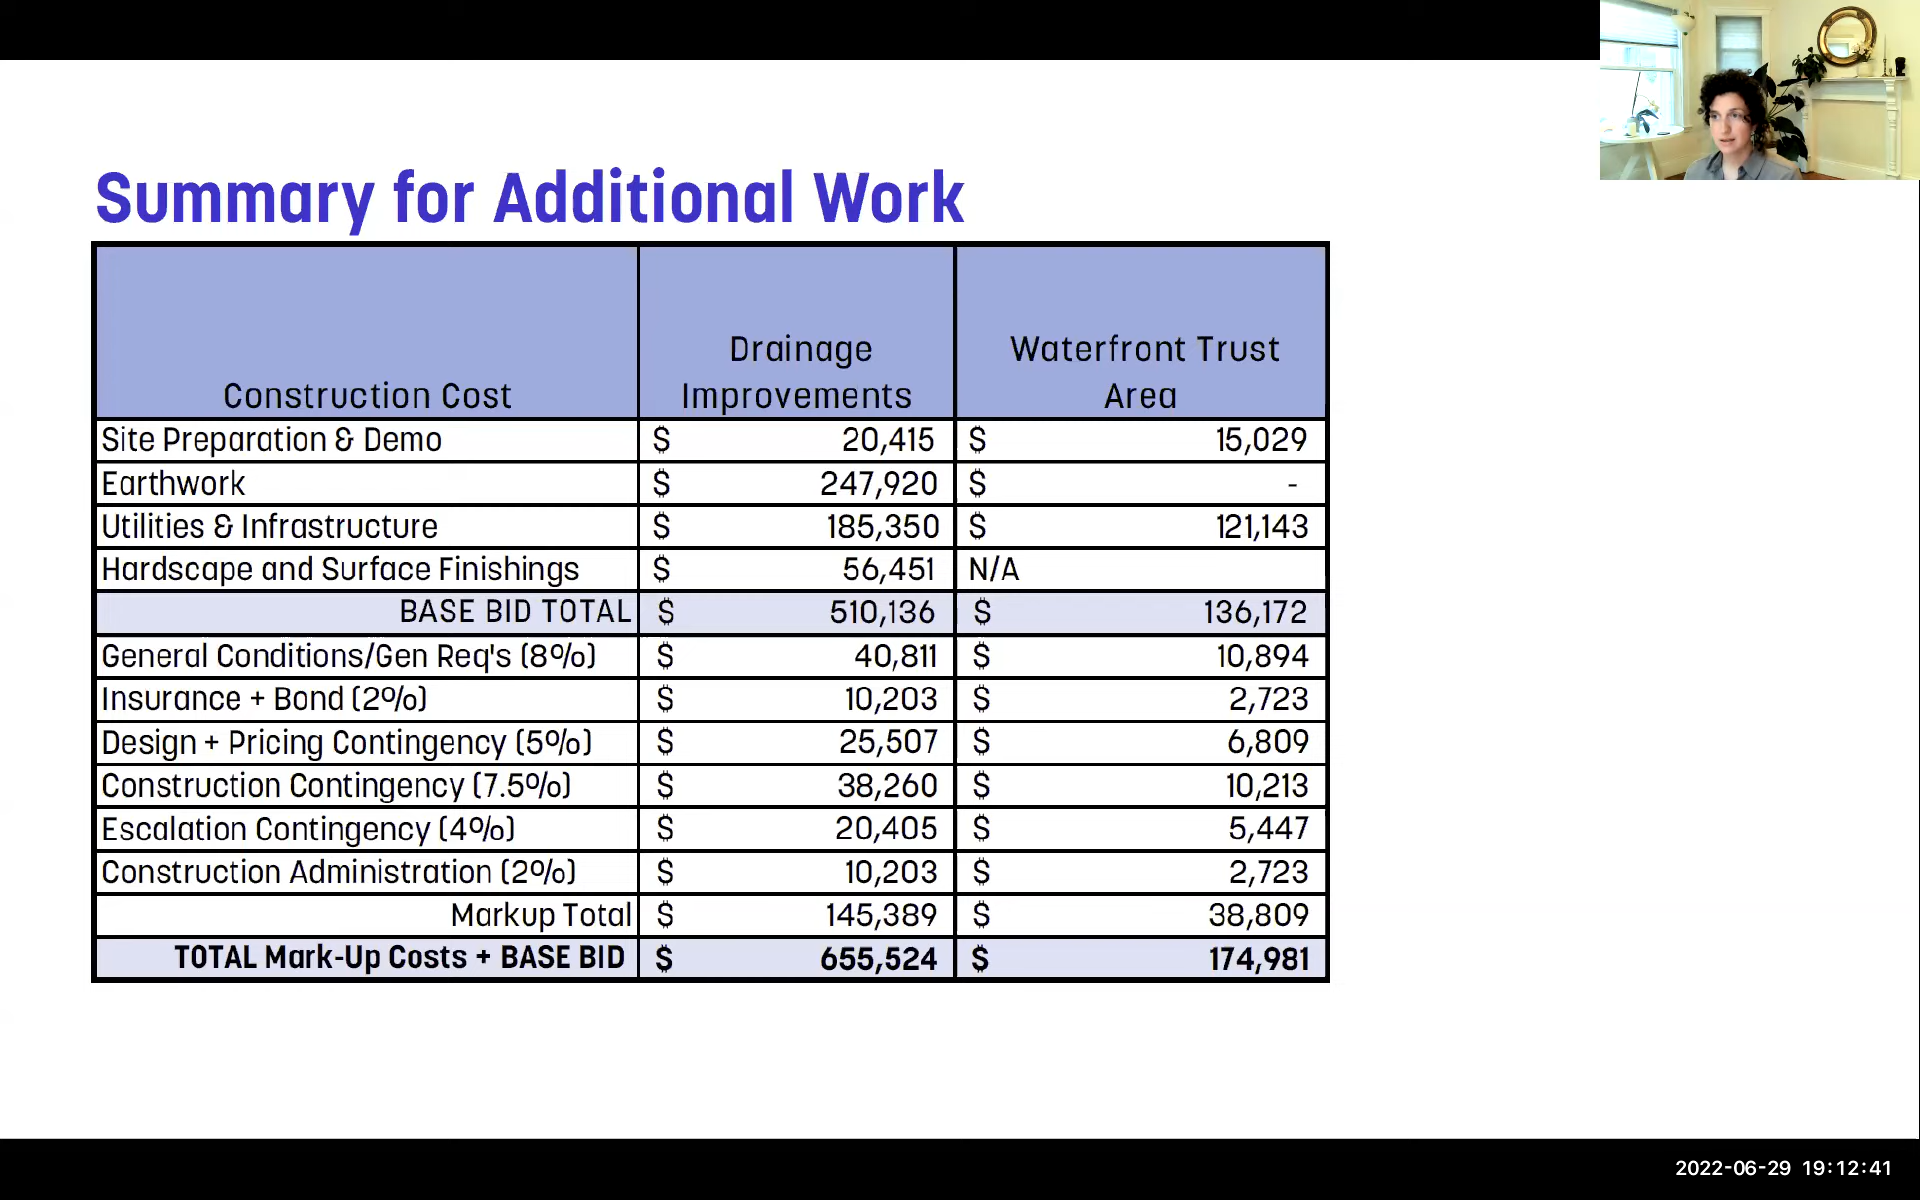 Summary for Additional Work
Construction Cost Drainage Improvements Waterfront Trust Area
Site Preparation & Demo $ 20,415 $ 15,029
Earthwork $ 247,920 $ -
Utilities & Infrastructure $ 185,350 $ 121,143
Hardscape and Surface Finishings $ 56,451 N/A
BASE BID TOTAL $ 510,136 $ 136,172
General Conditions/Gen Req's (8%) $ 40,811 $ 10,894
Insurance + Bond (2%) $ 10,203 $ 2,723
Design + Pricing Contingency (5%) $ 25,507 $ 6,809
Construction Contingency (7.5%) $ 38,260 $ 10,213
Escalation Contingency (4%) $ 20,405 $ 5,447
Construction Administration (2%) $ 10,203 $ 2,723
Markup Total $ 145,389 $ 38,809
TOTAL Mark-Up Costs + BASE BID $ 655,524 $ 174,981
2022-06-29 19:12:41